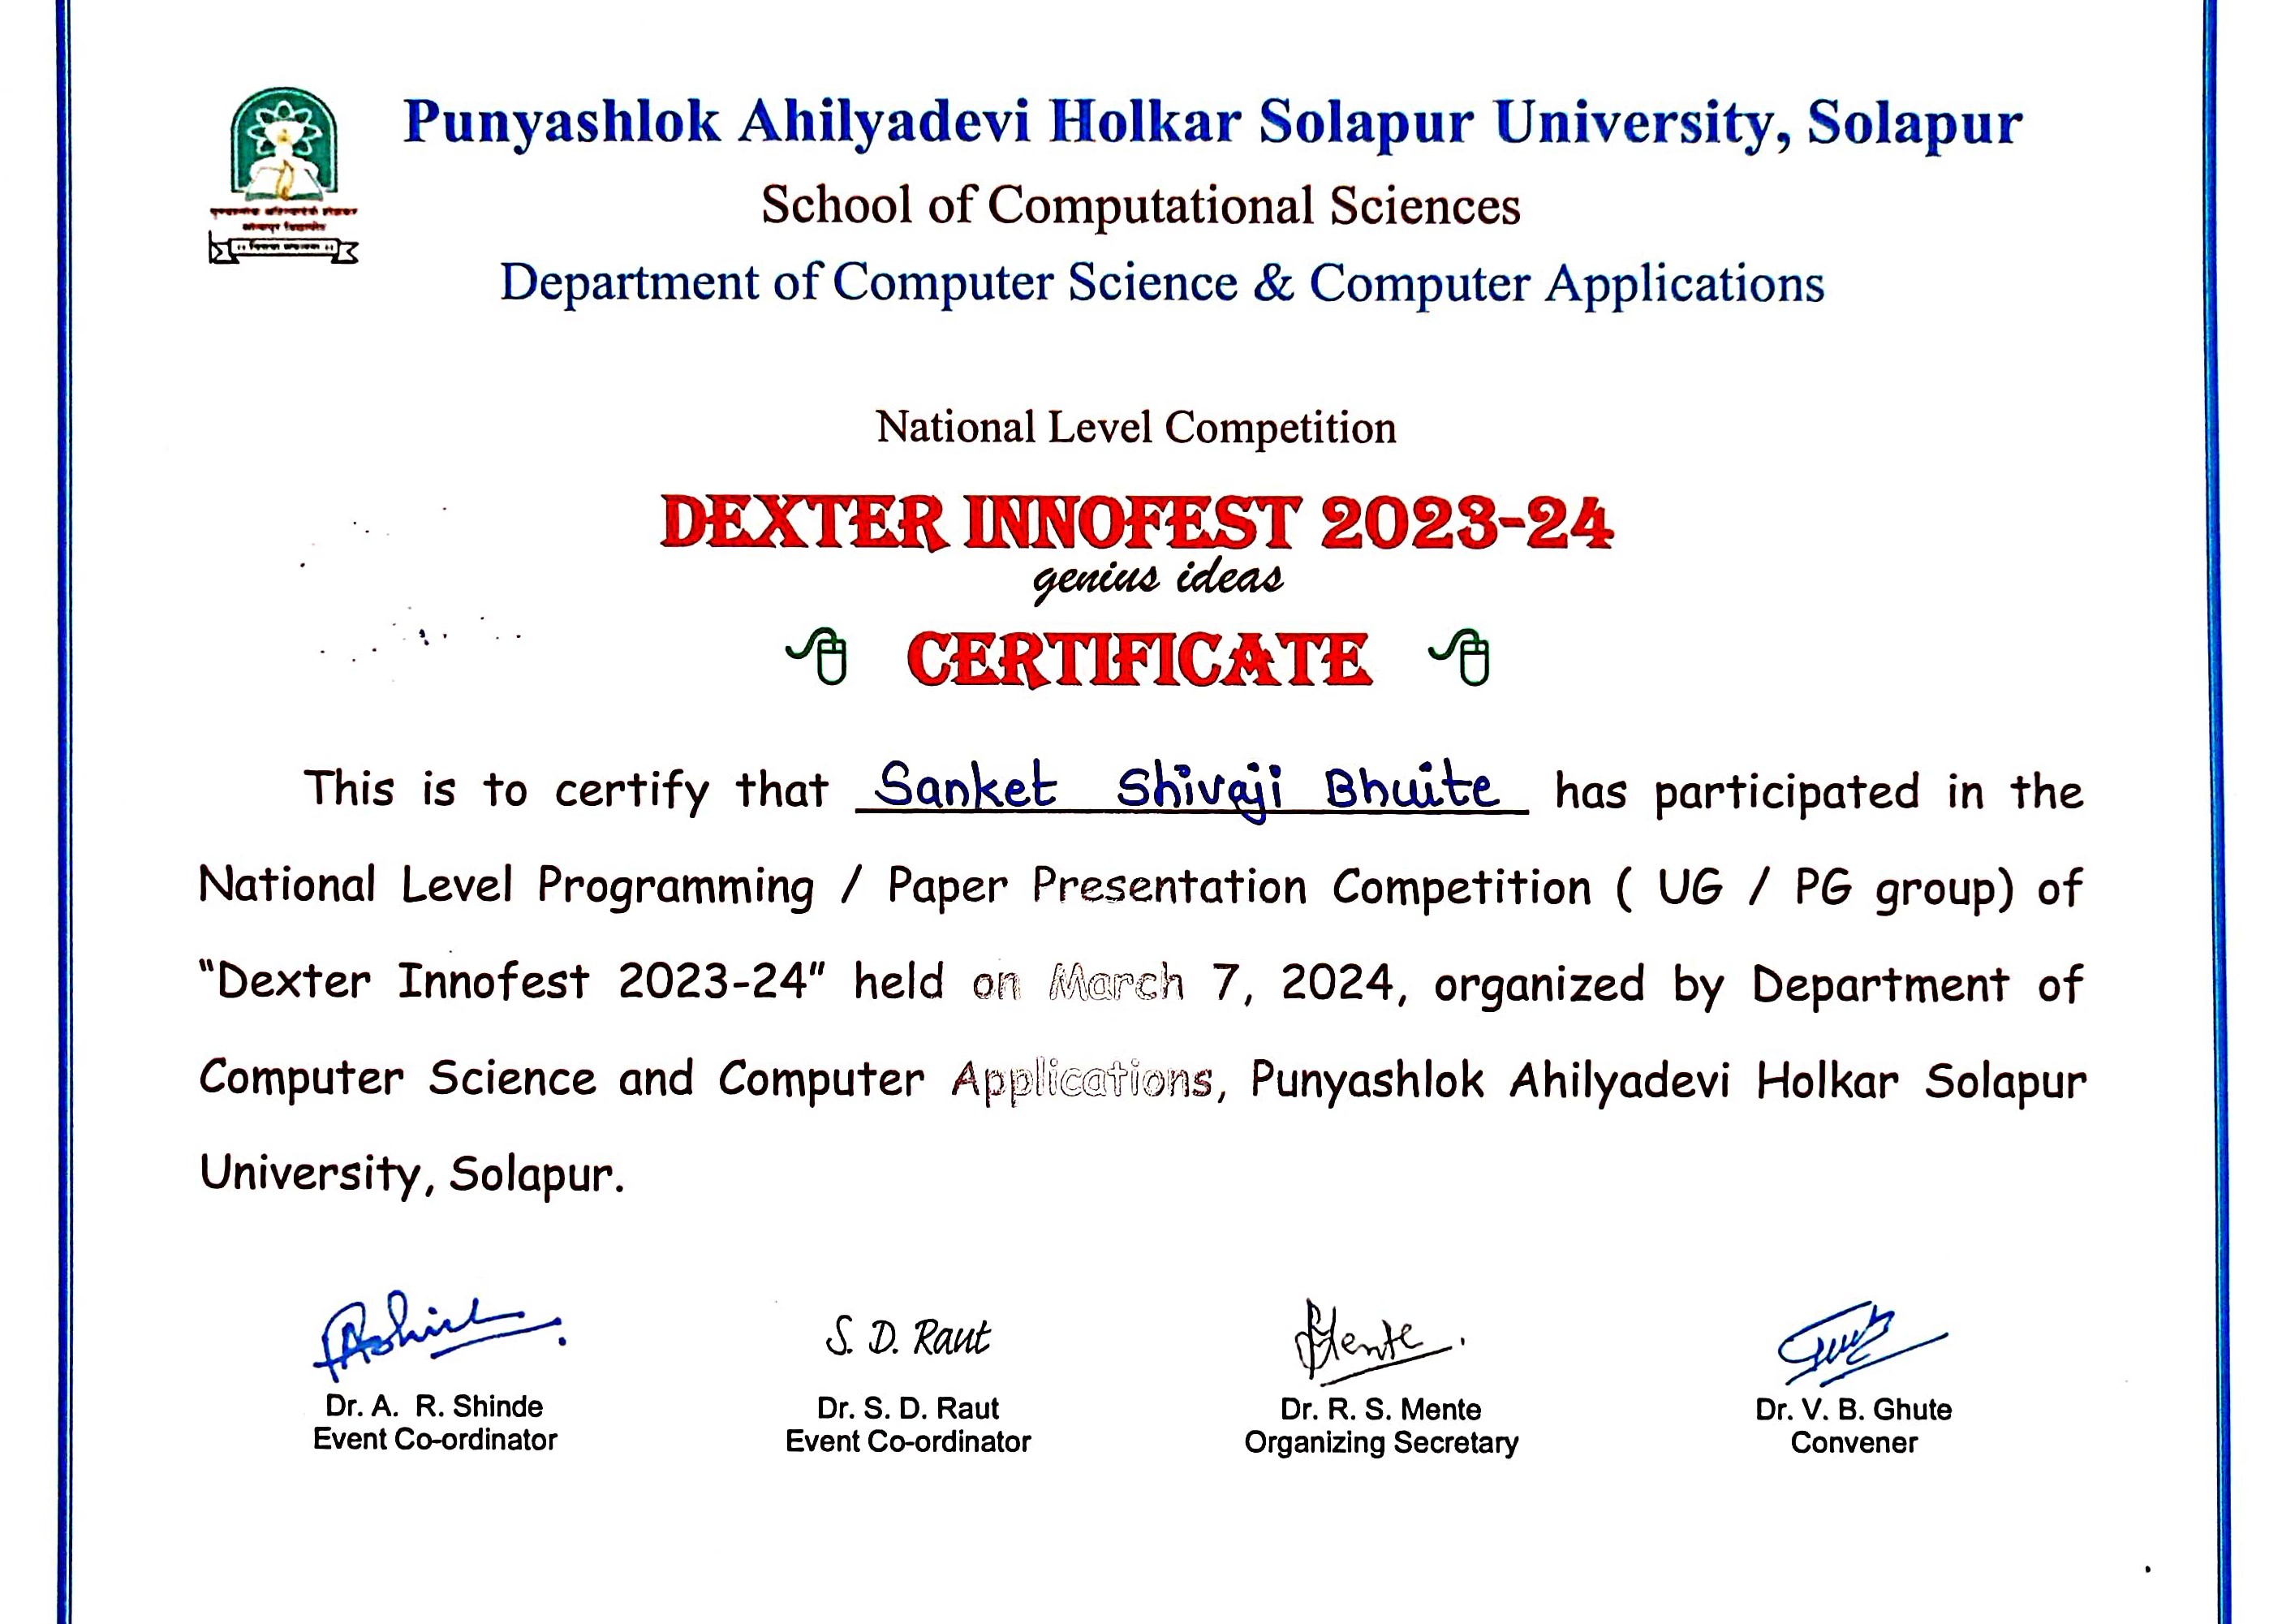 Punyashlok Ahilyadevi Holkar Solapur University, Solapur
School of Computational Sciences
Department of Computer Science & Computer Applications
National Level Competition
DEXTER INNOFEST 2023-24
genius ideas
CERTIFICATE
This is to certify that Sanket Shivaji Bhuite has participated in the
National Level Programming / Paper Presentation Competition ( UG / PG group) of
"Dexter Innofest 2023-24" held on March 7, 2024, organized by Department of
Computer Science and Computer Applications, Punyashlok Ahilyadevi Holkar Solapur
University, Solapur.
S. D. Raut
Dr. A. R. Shinde
Dr. S. D. Raut
Dr. R. S. Mente
Dr. V. B. Ghute
Event Co-ordinator
Event Co-ordinator
Organizing Secretary
Convener